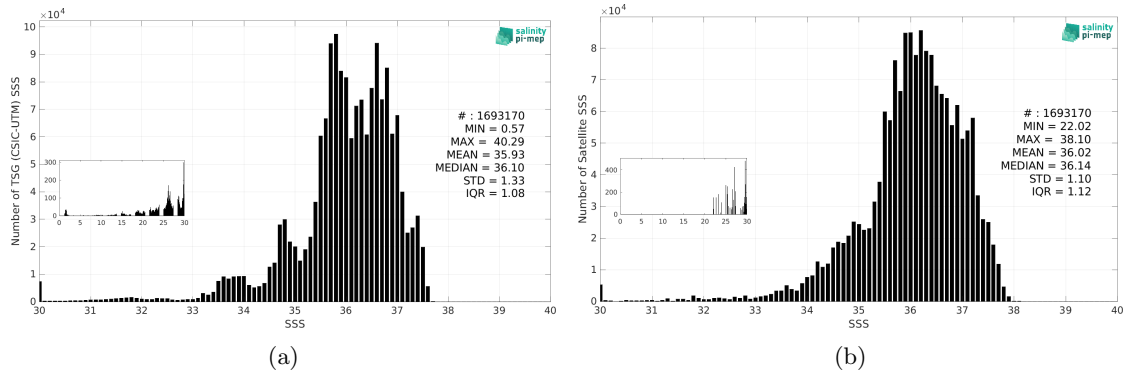 ×10^4
salinity
pi-mep
Number of TSG (CSIC-UTM) SSS
10
9
8
7
6
5
4
3
2
1
0
# : 1693170
MIN = 0.57
MAX = 40.29
MEAN = 35.93
MEDIAN = 36.10
STD = 1.33
IQR = 1.08
300
200
100
0
0 5 10 15 20 25 30
30 31 32 33 34 35 36 37 38 39 40
SSS
(a)
×10^4
salinity
pi-mep
Number of Satellite SSS
8
7
6
5
4
3
2
1
0
# : 1693170
MIN = 22.02
MAX = 38.10
MEAN = 36.02
MEDIAN = 36.14
STD = 1.10
IQR = 1.12
400
200
0
0 5 10 15 20 25 30
30 31 32 33 34 35 36 37 38 39 40
SSS
(b)